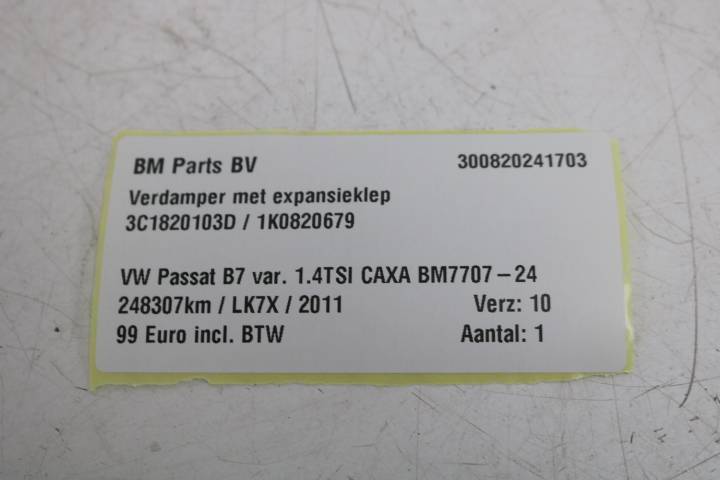 BM Parts BV 300820241703
Verdamper met expansieklep
3C1820103D / 1K0820679
VW Passat B7 var. 1.4TSI CAXA BM7707-24
248307km / LK7X / 2011 Verz: 10
99 Euro incl. BTW Aantal: 1